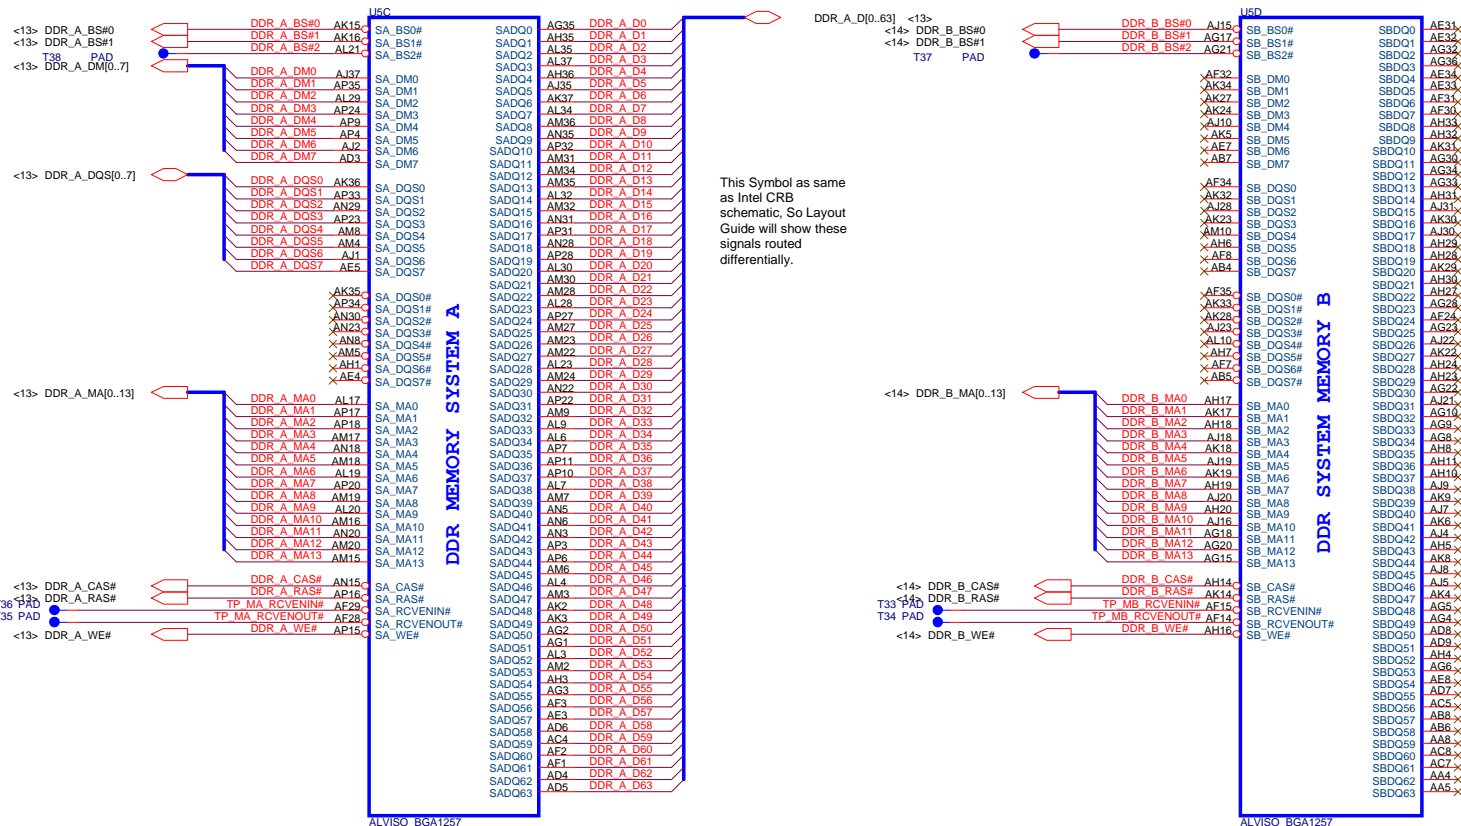 U5C
<13> DDR_A_BS#0 DDR_A_BS#0 AK15 SA_BS0#
<13> DDR_A_BS#1 DDR_A_BS#1 AK16 SA_BS1#
T38 PAD DDR_A_BS#2 AL21 SA_BS2#
<13> DDR_A_DM[0..7]
DDR_A_DM0 AJ37 SA_DM0
DDR_A_DM1 AP35 SA_DM1
DDR_A_DM2 AL29 SA_DM2
DDR_A_DM3 AP24 SA_DM3
DDR_A_DM4 AP9 SA_DM4
DDR_A_DM5 AP4 SA_DM5
DDR_A_DM6 AJ2 SA_DM6
DDR_A_DM7 AD3 SA_DM7
<13> DDR_A_DQS[0..7]
DDR_A_DQS0 AK36 SA_DQS0
DDR_A_DQS1 AP33 SA_DQS1
DDR_A_DQS2 AN29 SA_DQS2
DDR_A_DQS3 AP23 SA_DQS3
DDR_A_DQS4 AM8 SA_DQS4
DDR_A_DQS5 AM4 SA_DQS5
DDR_A_DQS6 AJ1 SA_DQS6
DDR_A_DQS7 AE5 SA_DQS7
AK35 SA_DQS0#
AP34 SA_DQS1#
AN30 SA_DQS2#
AN23 SA_DQS3#
AN8 SA_DQS4#
AM5 SA_DQS5#
AH1 SA_DQS6#
AE4 SA_DQS7#
<13> DDR_A_MA[0..13]
DDR_A_MA0 AL17 SA_MA0
DDR_A_MA1 AP17 SA_MA1
DDR_A_MA2 AP18 SA_MA2
DDR_A_MA3 AM17 SA_MA3
DDR_A_MA4 AN18 SA_MA4
DDR_A_MA5 AM18 SA_MA5
DDR_A_MA6 AL19 SA_MA6
DDR_A_MA7 AP20 SA_MA7
DDR_A_MA8 AM19 SA_MA8
DDR_A_MA9 AL20 SA_MA9
DDR_A_MA10 AM16 SA_MA10
DDR_A_MA11 AN20 SA_MA11
DDR_A_MA12 AM20 SA_MA12
DDR_A_MA13 AM15 SA_MA13
<13> DDR_A_CAS# DDR_A_CAS# AN15 SA_CAS#
<13> DDR_A_RAS# DDR_A_RAS# AP16 SA_RAS#
T36 PAD TP_MA_RCVENIN# AF29 SA_RCVENIN#
T35 PAD TP_MA_RCVENOUT# AF28 SA_RCVENOUT#
<13> DDR_A_WE# DDR_A_WE# AP15 SA_WE#
DDR MEMORY SYSTEM A
SADQ0 AG35 DDR_A_D0
SADQ1 AH35 DDR_A_D1
SADQ2 AL35 DDR_A_D2
SADQ3 AL37 DDR_A_D3
SADQ4 AH36 DDR_A_D4
SADQ5 AJ35 DDR_A_D5
SADQ6 AK37 DDR_A_D6
SADQ7 AL34 DDR_A_D7
SADQ8 AM36 DDR_A_D8
SADQ9 AN35 DDR_A_D9
SADQ10 AP32 DDR_A_D10
SADQ11 AM31 DDR_A_D11
SADQ12 AM34 DDR_A_D12
SADQ13 AM35 DDR_A_D13
SADQ14 AL32 DDR_A_D14
SADQ15 AM32 DDR_A_D15
SADQ16 AN31 DDR_A_D16
SADQ17 AP31 DDR_A_D17
SADQ18 AN28 DDR_A_D18
SADQ19 AP28 DDR_A_D19
SADQ20 AL30 DDR_A_D20
SADQ21 AM30 DDR_A_D21
SADQ22 AM28 DDR_A_D22
SADQ23 AL28 DDR_A_D23
SADQ24 AP27 DDR_A_D24
SADQ25 AM27 DDR_A_D25
SADQ26 AM23 DDR_A_D26
SADQ27 AM22 DDR_A_D27
SADQ28 AL23 DDR_A_D28
SADQ29 AM24 DDR_A_D29
SADQ30 AN22 DDR_A_D30
SADQ31 AP22 DDR_A_D31
SADQ32 AM9 DDR_A_D32
SADQ33 AL9 DDR_A_D33
SADQ34 AL6 DDR_A_D34
SADQ35 AP7 DDR_A_D35
SADQ36 AP11 DDR_A_D36
SADQ37 AP10 DDR_A_D37
SADQ38 AL7 DDR_A_D38
SADQ39 AM7 DDR_A_D39
SADQ40 AN5 DDR_A_D40
SADQ41 AN6 DDR_A_D41
SADQ42 AN3 DDR_A_D42
SADQ43 AP3 DDR_A_D43
SADQ44 AP6 DDR_A_D44
SADQ45 AM6 DDR_A_D45
SADQ46 AL4 DDR_A_D46
SADQ47 AM3 DDR_A_D47
SADQ48 AK2 DDR_A_D48
SADQ49 AK3 DDR_A_D49
SADQ50 AG2 DDR_A_D50
SADQ51 AG1 DDR_A_D51
SADQ52 AL3 DDR_A_D52
SADQ53 AM2 DDR_A_D53
SADQ54 AH3 DDR_A_D54
SADQ55 AG3 DDR_A_D55
SADQ56 AF3 DDR_A_D56
SADQ57 AE3 DDR_A_D57
SADQ58 AD6 DDR_A_D58
SADQ59 AC4 DDR_A_D59
SADQ60 AF2 DDR_A_D60
SADQ61 AF1 DDR_A_D61
SADQ62 AD4 DDR_A_D62
SADQ63 AD5 DDR_A_D63
ALVISO_BGA1257
DDR_A_D[0..63] <13>
This Symbol as same
as Intel CRB
schematic, So Layout
Guide will show these
signals routed
differentially.
U5D
<14> DDR_B_BS#0 DDR_B_BS#0 AJ15 SB_BS0#
<14> DDR_B_BS#1 DDR_B_BS#1 AG17 SB_BS1#
T37 PAD DDR_B_BS#2 AG21 SB_BS2#
AF32 SB_DM0
AK34 SB_DM1
AK27 SB_DM2
AK24 SB_DM3
AJ10 SB_DM4
AK5 SB_DM5
AE7 SB_DM6
AB7 SB_DM7
AF34 SB_DQS0
AK32 SB_DQS1
AJ28 SB_DQS2
AK23 SB_DQS3
AM10 SB_DQS4
AH6 SB_DQS5
AF8 SB_DQS6
AB4 SB_DQS7
AF35 SB_DQS0#
AK33 SB_DQS1#
AK28 SB_DQS2#
AJ23 SB_DQS3#
AL10 SB_DQS4#
AH7 SB_DQS5#
AF7 SB_DQS6#
AB5 SB_DQS7#
<14> DDR_B_MA[0..13]
DDR_B_MA0 AH17 SB_MA0
DDR_B_MA1 AK17 SB_MA1
DDR_B_MA2 AH18 SB_MA2
DDR_B_MA3 AJ18 SB_MA3
DDR_B_MA4 AK18 SB_MA4
DDR_B_MA5 AJ19 SB_MA5
DDR_B_MA6 AK19 SB_MA6
DDR_B_MA7 AH19 SB_MA7
DDR_B_MA8 AJ20 SB_MA8
DDR_B_MA9 AH20 SB_MA9
DDR_B_MA10 AJ16 SB_MA10
DDR_B_MA11 AG18 SB_MA11
DDR_B_MA12 AG20 SB_MA12
DDR_B_MA13 AG15 SB_MA13
<14> DDR_B_CAS# DDR_B_CAS# AH14 SB_CAS#
<14> DDR_B_RAS# DDR_B_RAS# AK14 SB_RAS#
T33 PAD TP_MB_RCVENIN# AF15 SB_RCVENIN#
T34 PAD TP_MB_RCVENOUT# AF14 SB_RCVENOUT#
<14> DDR_B_WE# DDR_B_WE# AH16 SB_WE#
DDR SYSTEM MEMORY B
SBDQ0 AE31
SBDQ1 AE32
SBDQ2 AG32
SBDQ3 AG36
SBDQ4 AE34
SBDQ5 AE33
SBDQ6 AF31
SBDQ7 AF30
SBDQ8 AH33
SBDQ9 AH32
SBDQ10 AK31
SBDQ11 AG30
SBDQ12 AG34
SBDQ13 AG33
SBDQ14 AH31
SBDQ15 AJ31
SBDQ16 AK30
SBDQ17 AJ30
SBDQ18 AH29
SBDQ19 AH28
SBDQ20 AK29
SBDQ21 AH30
SBDQ22 AH27
SBDQ23 AG28
SBDQ24 AF24
SBDQ25 AG23
SBDQ26 AJ22
SBDQ27 AK22
SBDQ28 AH24
SBDQ29 AH23
SBDQ30 AG22
SBDQ31 AJ21
SBDQ32 AG10
SBDQ33 AG9
SBDQ34 AG8
SBDQ35 AH8
SBDQ36 AH11
SBDQ37 AH10
SBDQ38 AJ9
SBDQ39 AK9
SBDQ40 AJ7
SBDQ41 AK6
SBDQ42 AJ4
SBDQ43 AH5
SBDQ44 AK8
SBDQ45 AJ8
SBDQ46 AJ5
SBDQ47 AK4
SBDQ48 AG5
SBDQ49 AG4
SBDQ50 AD8
SBDQ51 AD9
SBDQ52 AH4
SBDQ53 AG6
SBDQ54 AE8
SBDQ55 AD7
SBDQ56 AC5
SBDQ57 AB8
SBDQ58 AB6
SBDQ59 AA8
SBDQ60 AC8
SBDQ61 AC7
SBDQ62 AA4
SBDQ63 AA5
ALVISO_BGA1257